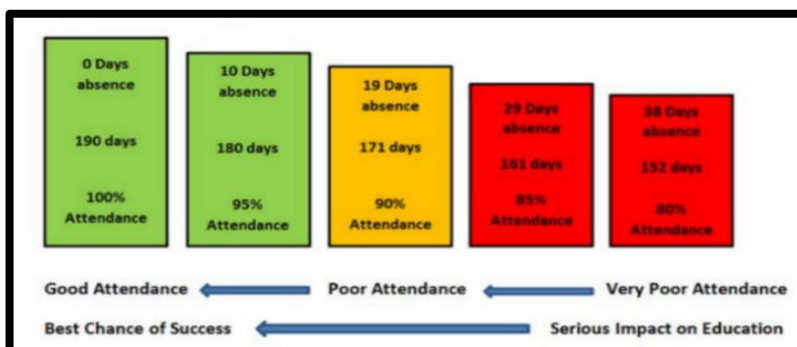 0 Days
absence
190 days
100%
Attendance
10 Days
absence
180 days
95%
Attendance
19 Days
absence
171 days
90%
Attendance
29 Days
absence
161 days
85%
Attendance
38 Days
absence
152 days
80%
Attendance
Good Attendance Poor Attendance Very Poor Attendance
Best Chance of Success Serious Impact on Education